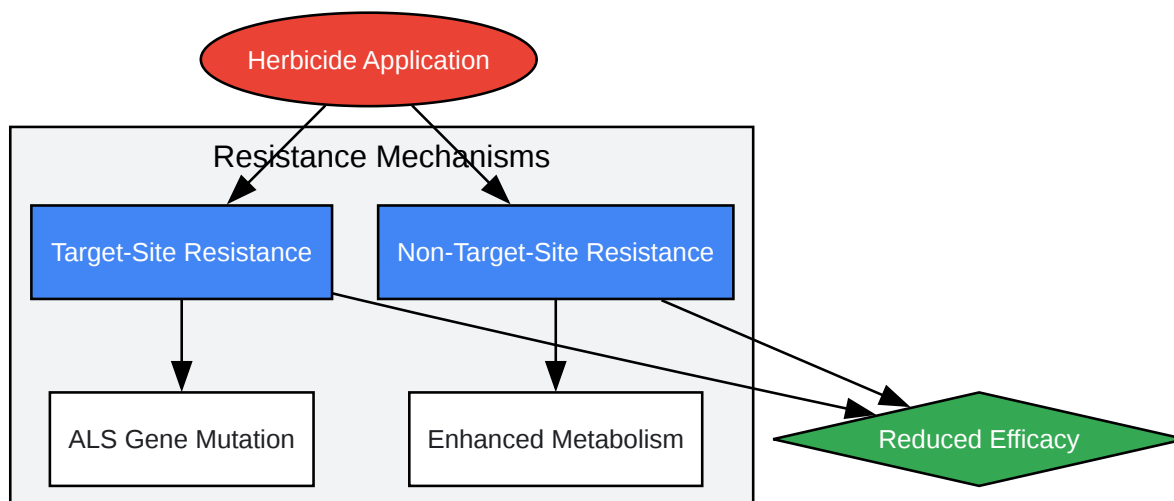 Herbicide Application
Resistance Mechanisms
Target-Site Resistance
Non-Target-Site Resistance
ALS Gene Mutation
Enhanced Metabolism
Reduced Efficacy